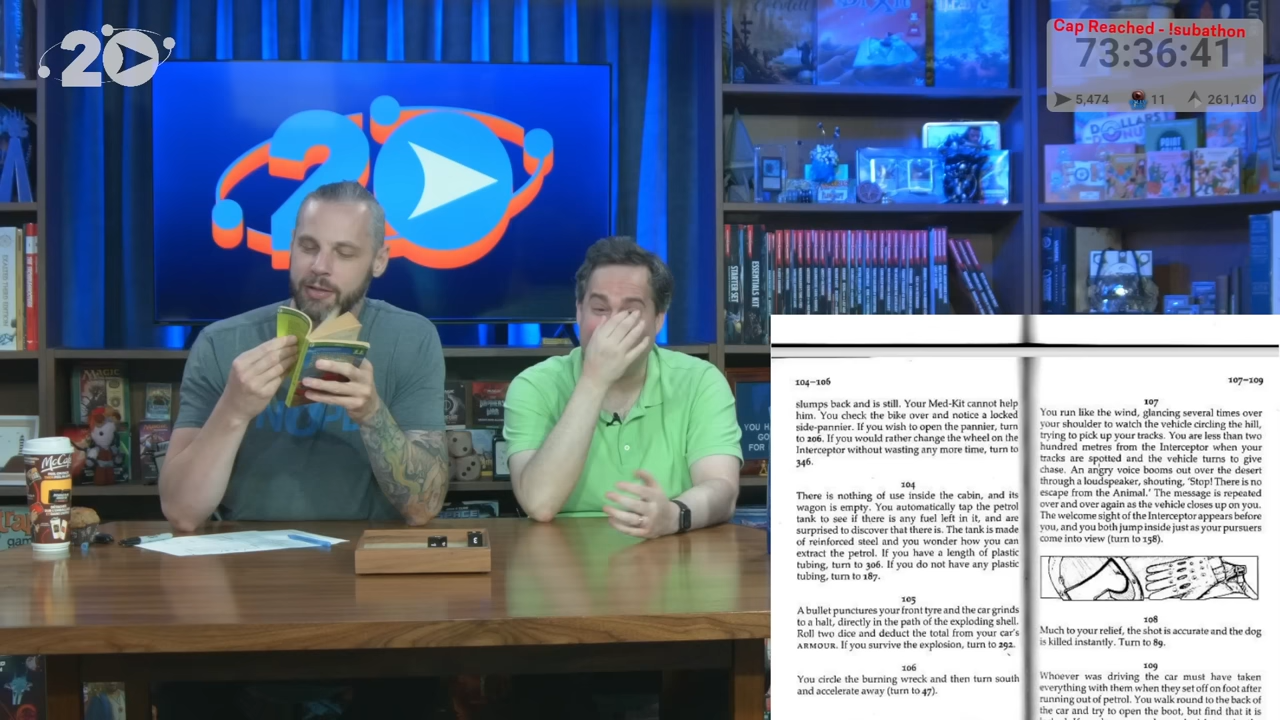 20
Cap Reached - !subathon
73:36:41
5,474
11
261,140
20
DOLLARS
STARTER SET
ESSENTIALS KIT
MAGIC
McCafé
YOU H
GO
FOR
104–106
slumps back and is still. Your Med-Kit cannot help
him. You check the bike over and notice a locked
side-pannier. If you wish to open the pannier, turn
to 206. If you would rather change the wheel on the
Interceptor without wasting any more time, turn to
346.
104
There is nothing of use inside the cabin, and its
wagon is empty. You automatically tap the petrol
tank to see if there is any fuel left in it, and are
surprised to discover that there is. The tank is made
of reinforced steel and you wonder how you can
extract the petrol. If you have a length of plastic
tubing, turn to 306. If you do not have any plastic
tubing, turn to 187.
105
A bullet punctures your front tyre and the car grinds
to a halt, directly in the path of the exploding shell.
Roll two dice and deduct the total from your car's
ARMOUR. If you survive the explosion, turn to 292.
106
You circle the burning wreck and then turn south
and accelerate away (turn to 47).
107–109
107
You run like the wind, glancing several times over
your shoulder to watch the vehicle circling the hill,
trying to pick up your tracks. You are less than two
hundred metres from the Interceptor when your
tracks are spotted and the vehicle turns to give
chase. An angry voice booms out over the desert
through a loudspeaker, shouting, 'Stop! There is no
escape from the Animal.' The message is repeated
over and over again as the vehicle closes up on you.
The welcome sight of the Interceptor appears before
you, and you both jump inside just as your pursuers
come into view (turn to 158).
108
Much to your relief, the shot is accurate and the dog
is killed instantly. Turn to 89.
109
Whoever was driving the car must have taken
everything with them when they set off on foot after
running out of petrol. You walk round to the back of
the car and try to open the boot, but find that it is